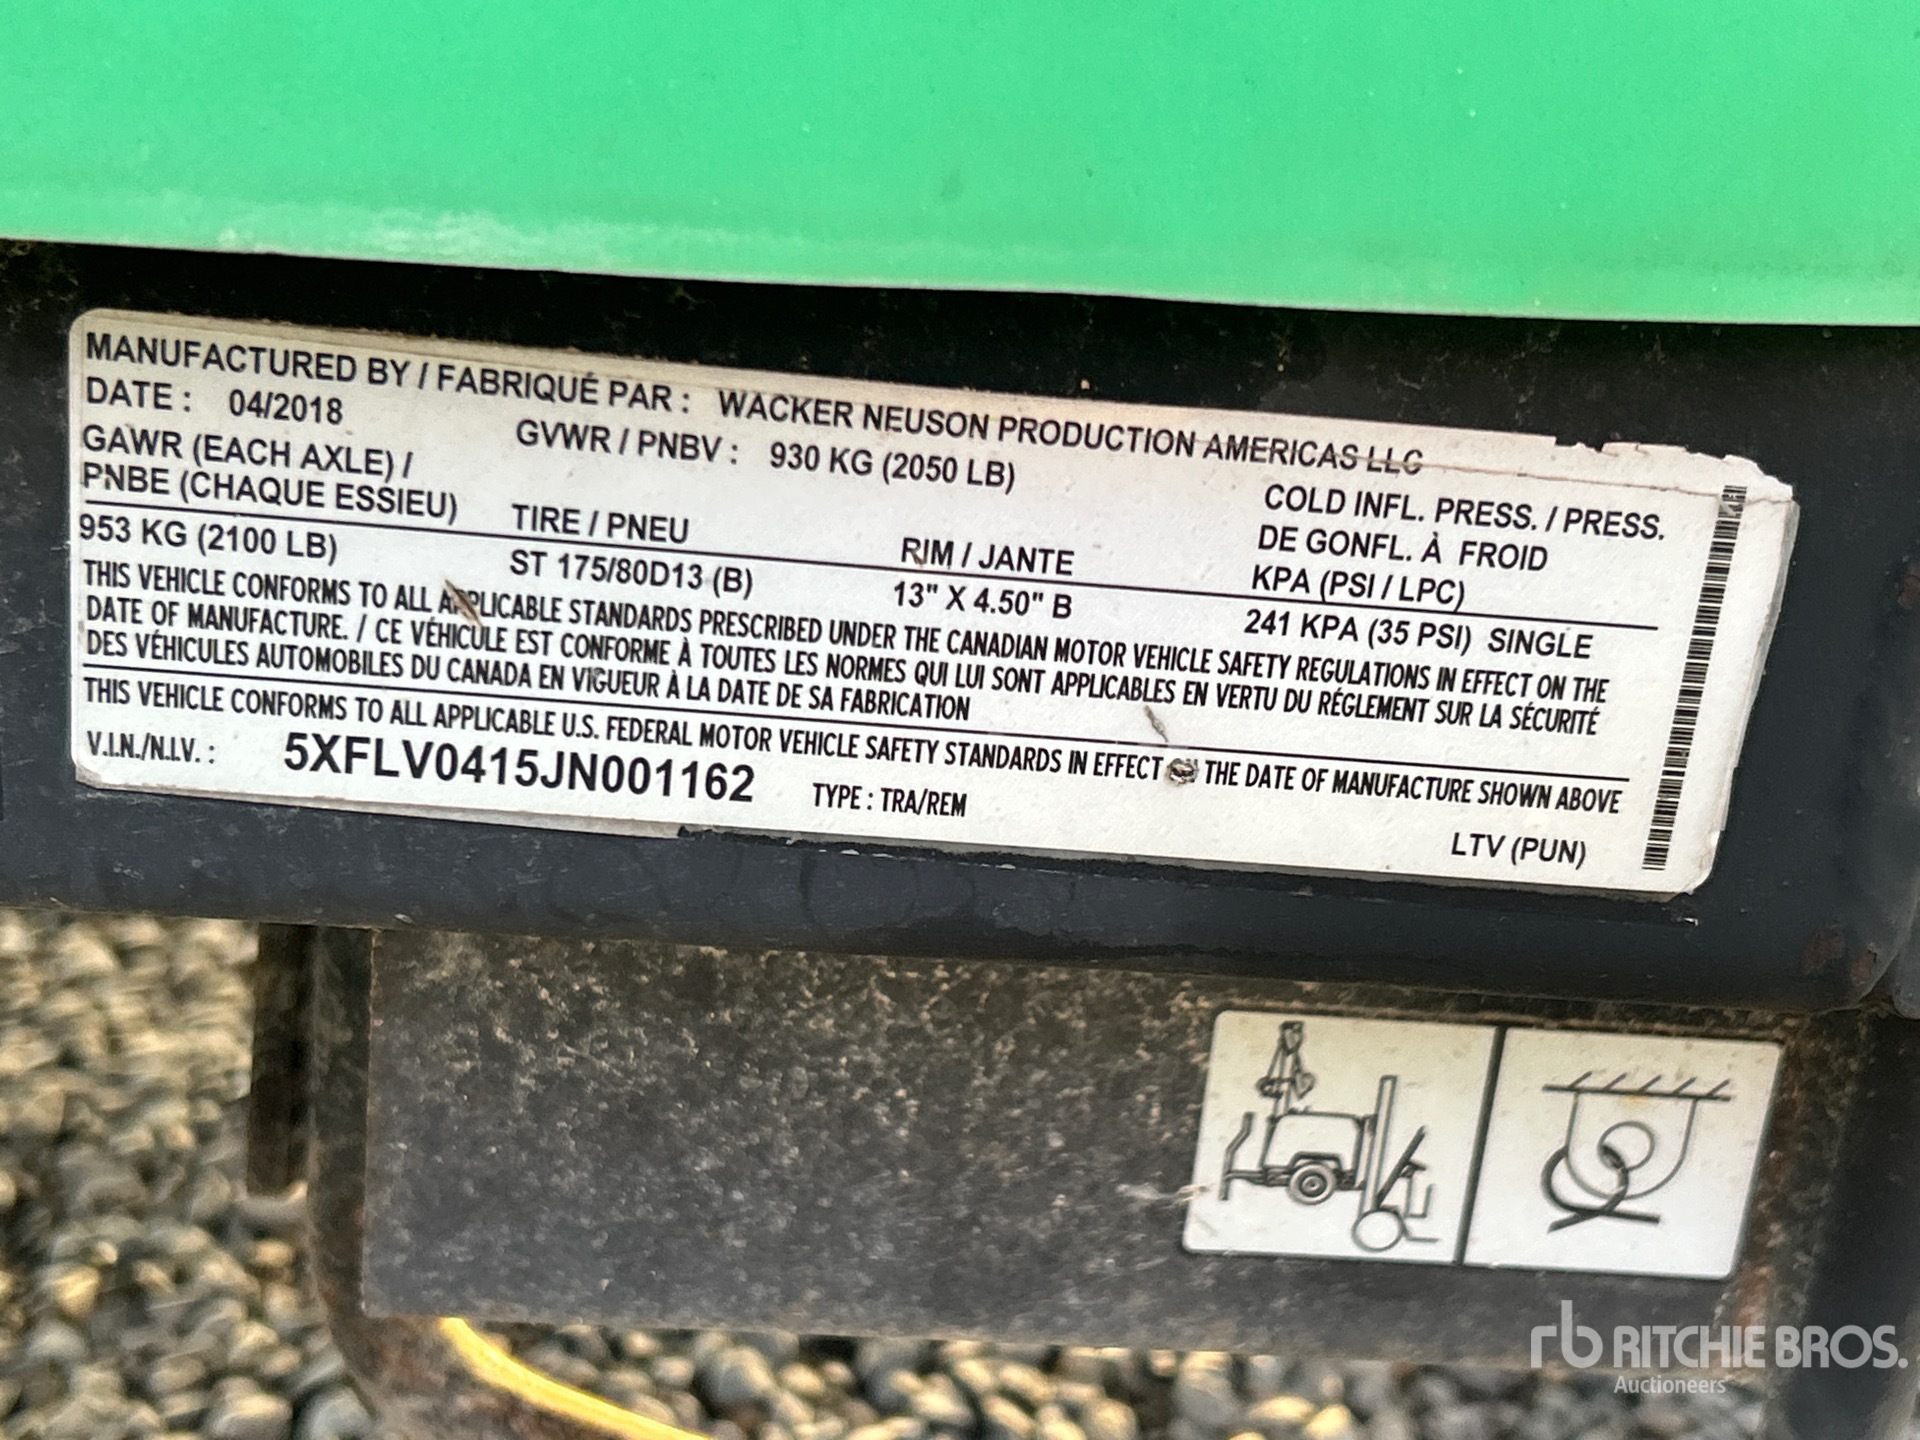 MANUFACTURED BY / FABRIQUÉ PAR : WACKER NEUSON PRODUCTION AMERICAS LLC
DATE : 04/2018 GVWR / PNBV : 930 KG (2050 LB)
GAWR (EACH AXLE) /
PNBE (CHAQUE ESSIEU) TIRE / PNEU RIM / JANTE COLD INFL. PRESS. / PRESS.
DE GONFL. À FROID
KPA (PSI / LPC)
953 KG (2100 LB) ST 175/80D13 (B) 13" X 4.50" B 241 KPA (35 PSI) SINGLE
THIS VEHICLE CONFORMS TO ALL APPLICABLE STANDARDS PRESCRIBED UNDER THE CANADIAN MOTOR VEHICLE SAFETY REGULATIONS IN EFFECT ON THE
DATE OF MANUFACTURE. / CE VÉHICULE EST CONFORME À TOUTES LES NORMES QUI LUI SONT APPLICABLES EN VERTU DU RÉGLEMENT SUR LA SÉCURITÉ
DES VÉHICULES AUTOMOBILES DU CANADA EN VIGUEUR À LA DATE DE SA FABRICATION
THIS VEHICLE CONFORMS TO ALL APPLICABLE U.S. FEDERAL MOTOR VEHICLE SAFETY STANDARDS IN EFFECT ON THE DATE OF MANUFACTURE SHOWN ABOVE
V.I.N./N.I.V. : 5XFLV0415JN001162 TYPE : TRA/REM LTV (PUN)
rb RITCHIE BROS.
Auctioneers